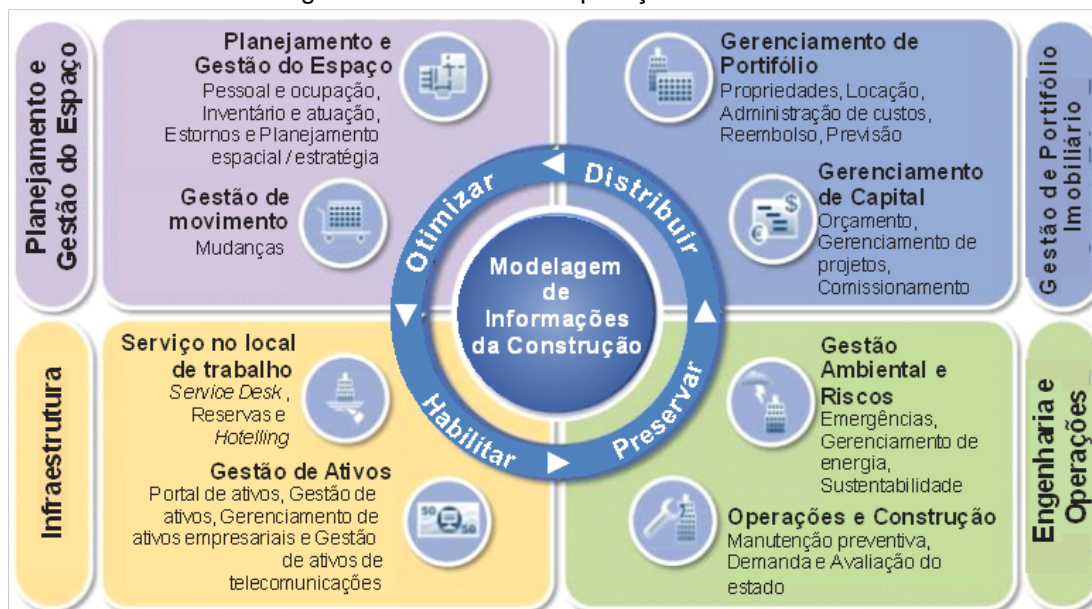 Planejamento e
Gestão do Espaço
Planejamento e
Gestão do Espaço
Pessoal e ocupação,
Inventário e atuação,
Estornos e Planejamento
espacial / estratégia
Gestão de
movimento
Mudanças
Gerenciamento de
Portifólio
Propriedades, Locação,
Administração de custos,
Reembolso, Previsão
Gerenciamento
de Capital
Orçamento,
Gerenciamento de
projetos,
Comissionamento
Gestão de Portifólio
Imobiliário
Otimizar
Distribuir
Modelagem
de
Informações
da Construção
Habilitar
Preservar
Infraestrutura
Serviço no local
de trabalho
Service Desk,
Reservas e
Hotelling
Gestão de Ativos
Portal de ativos, Gestão de
ativos, Gerenciamento de
ativos empresariais e Gestão
de ativos de
telecomunicações
Gestão
Ambiental e
Riscos
Emergências,
Gerenciamento de
energia,
Sustentabilidade
Operações e Construção
Manutenção preventiva,
Demanda e Avaliação do
estado
Engenharia e
Operações